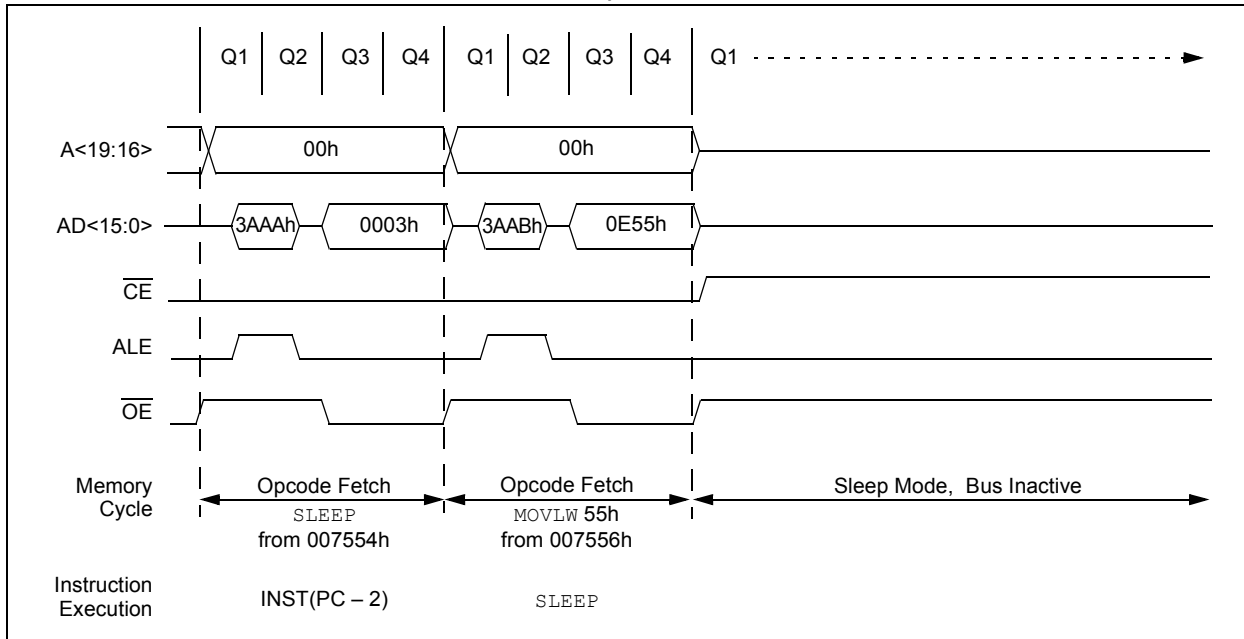 Q1 Q2 Q3 Q4 Q1 Q2 Q3 Q4 Q1
A<19:16> 00h 00h
AD<15:0> 3AAAh 0003h 3AABh 0E55h
CE
ALE
OE
Memory Cycle
Opcode Fetch
SLEEP
from 007554h
Opcode Fetch
MOVLW 55h
from 007556h
Sleep Mode, Bus Inactive
Instruction Execution
INST(PC – 2)
SLEEP